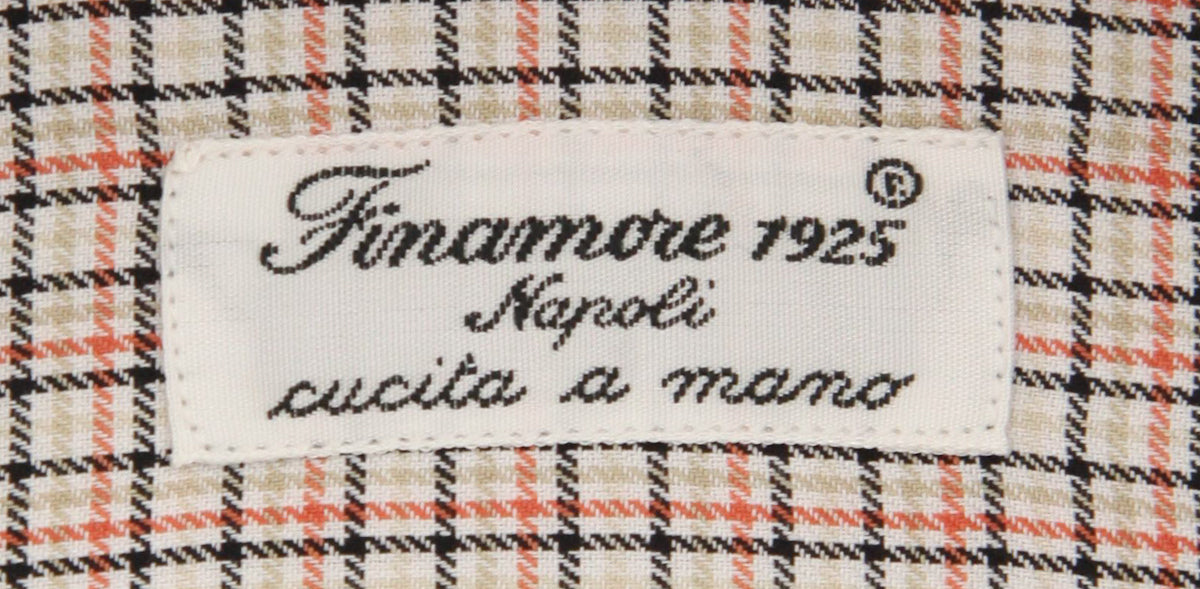 Finamore 1925®
Napoli
cucita a mano